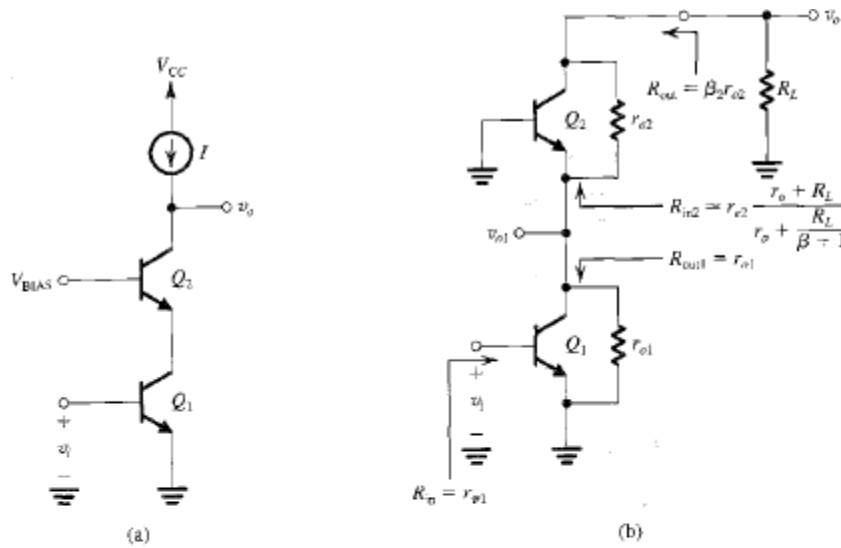 V_CC
I
v_o
V_BIAS
Q_2
Q_1
+
v_i
−
(a)
v_o
R_out = β_2 r_o2
R_L
Q_2
r_o2
R_in2 ≃ r_e2 (r_o + R_L) / (r_o + R_L / (β + 1))
v_o1
R_out1 = r_o1
Q_1
r_o1
+
v_i
−
R_in = r_π1
(b)